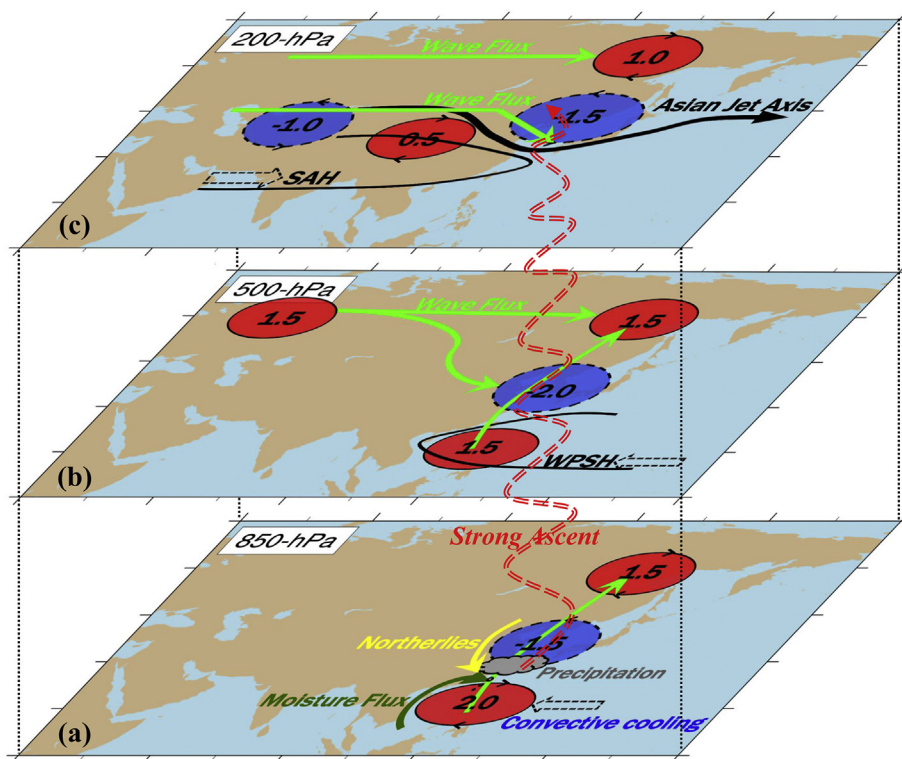 200-hPa
Wave Flux
1.0
Wave Flux
-1.5
Asian Jet Axis
-1.0
0.5
SAH
(c)
500-hPa
Wave Flux
1.5
1.5
-2.0
1.5
WPSH
(b)
850-hPa
Strong Ascent
1.5
Northerlies
-1.5
Precipitation
Moisture Flux
2.0
Convective cooling
(a)